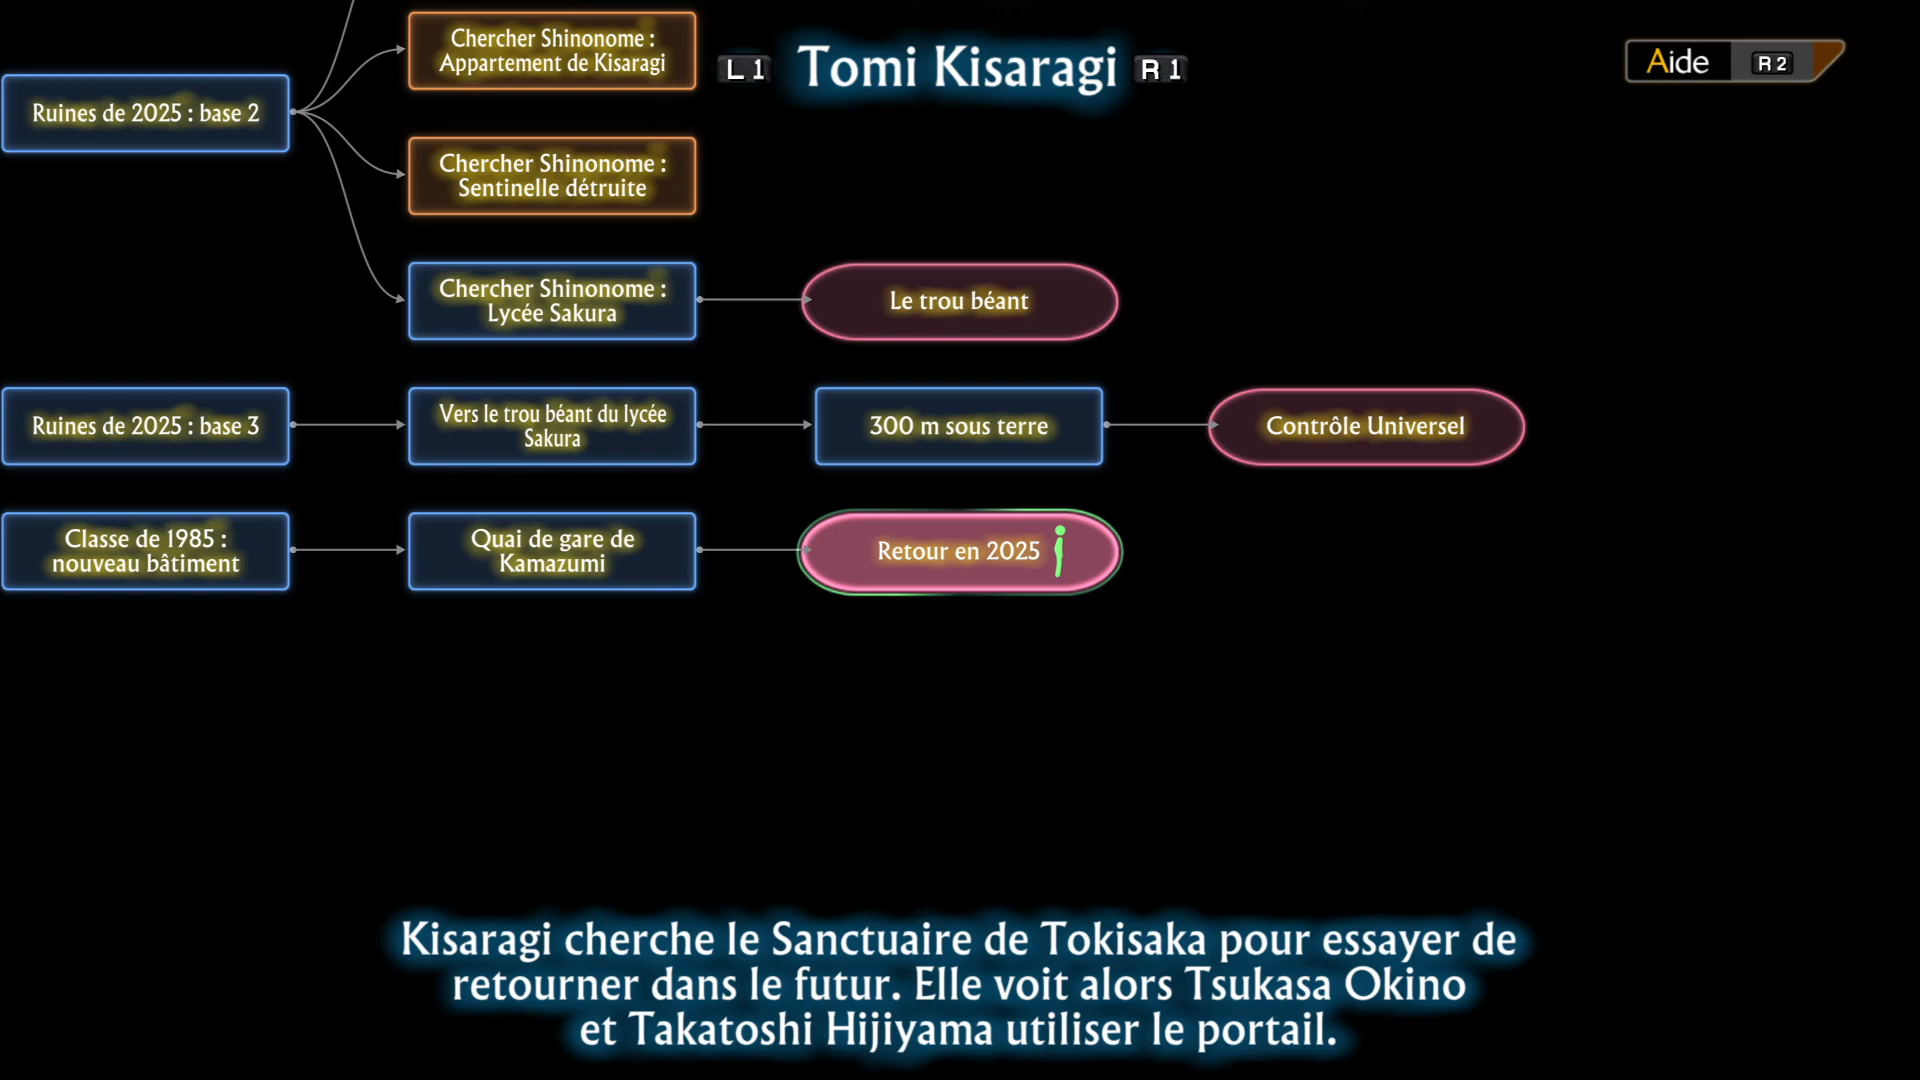 Chercher Shinonome :
Appartement de Kisaragi
L 1
Tomi Kisaragi
R 1
Aide
R 2
Ruines de 2025 : base 2
Chercher Shinonome :
Sentinelle détruite
Chercher Shinonome :
Lycée Sakura
Le trou béant
Ruines de 2025 : base 3
Vers le trou béant du lycée
Sakura
300 m sous terre
Contrôle Universel
Classe de 1985 :
nouveau bâtiment
Quai de gare de
Kamazumi
Retour en 2025
Kisaragi cherche le Sanctuaire de Tokisaka pour essayer de
retourner dans le futur. Elle voit alors Tsukasa Okino
et Takatoshi Hijiyama utiliser le portail.